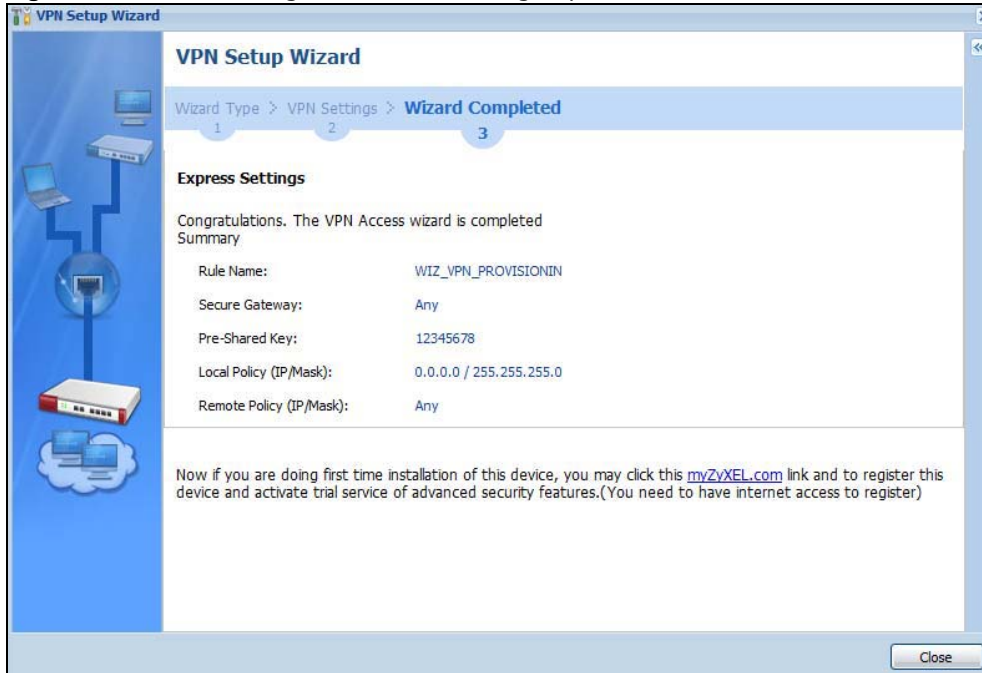 VPN Setup Wizard
VPN Setup Wizard
Wizard Type > VPN Settings > Wizard Completed
1 2 3
Express Settings
Congratulations. The VPN Access wizard is completed
Summary
Rule Name: WIZ_VPN_PROVISIONIN
Secure Gateway: Any
Pre-Shared Key: 12345678
Local Policy (IP/Mask): 0.0.0.0 / 255.255.255.0
Remote Policy (IP/Mask): Any
Now if you are doing first time installation of this device, you may click this myZyXEL.com link and to register this
device and activate trial service of advanced security features.(You need to have internet access to register)
Close